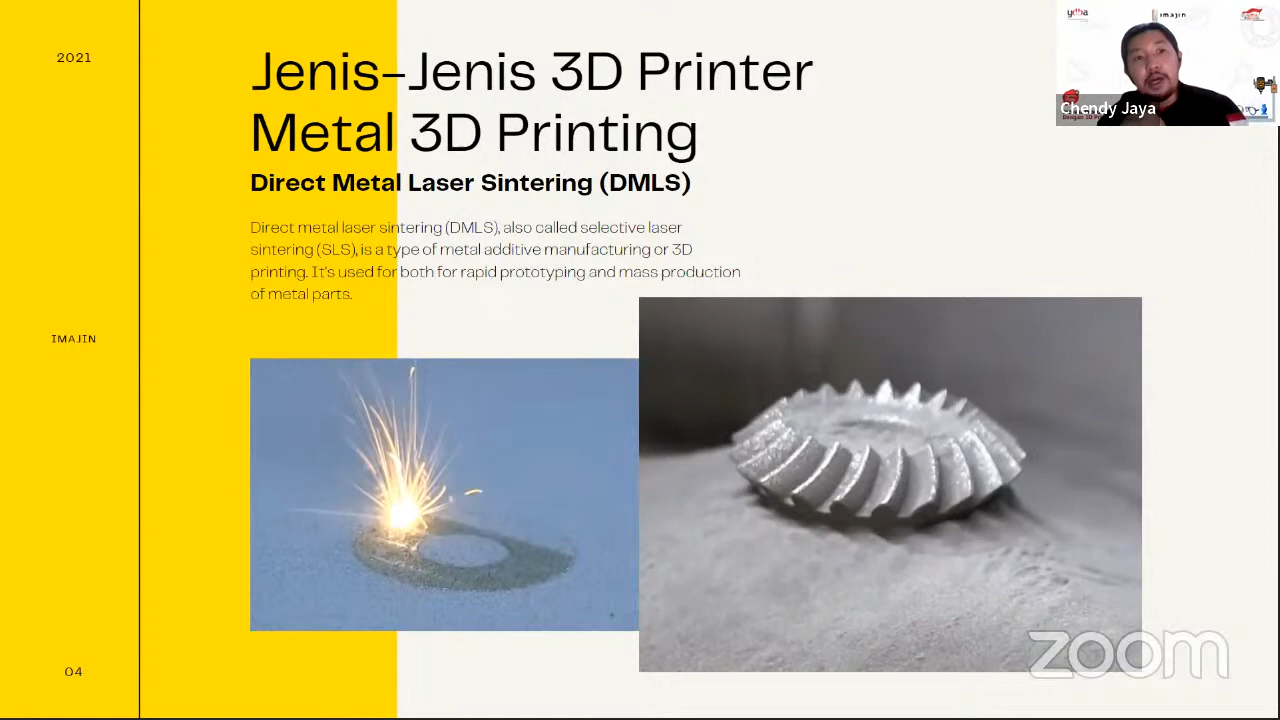 2021
Jenis-Jenis 3D Printer
Metal 3D Printing
Direct Metal Laser Sintering (DMLS)
Direct metal laser sintering (DMLS), also called selective laser
sintering (SLS), is a type of metal additive manufacturing or 3D
printing. It's used for both for rapid prototyping and mass production
of metal parts.
IMAJIN
04
imajin
Chendy Jaya
zoom